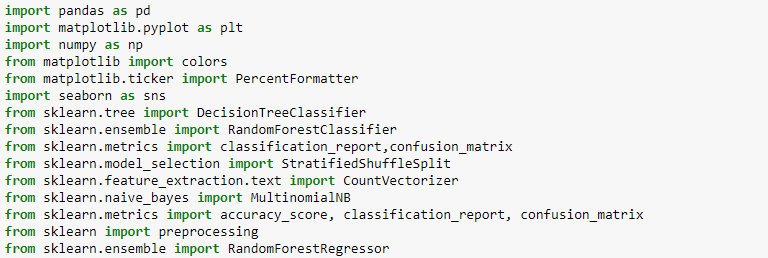 import pandas as pd
import matplotlib.pyplot as plt
import numpy as np
from matplotlib import colors
from matplotlib.ticker import PercentFormatter
import seaborn as sns
from sklearn.tree import DecisionTreeClassifier
from sklearn.ensemble import RandomForestClassifier
from sklearn.metrics import classification_report,confusion_matrix
from sklearn.model_selection import StratifiedShuffleSplit
from sklearn.feature_extraction.text import CountVectorizer
from sklearn.naive_bayes import MultinomialNB
from sklearn.metrics import accuracy_score, classification_report, confusion_matrix
from sklearn import preprocessing
from sklearn.ensemble import RandomForestRegressor